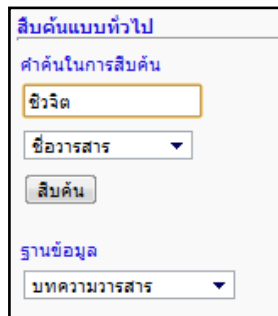 สืบค้นแบบทั่วไป
คำค้นในการสืบค้น
ชิวจิต
ชื่อวารสาร
สืบค้น
ฐานข้อมูล
บทความวารสาร